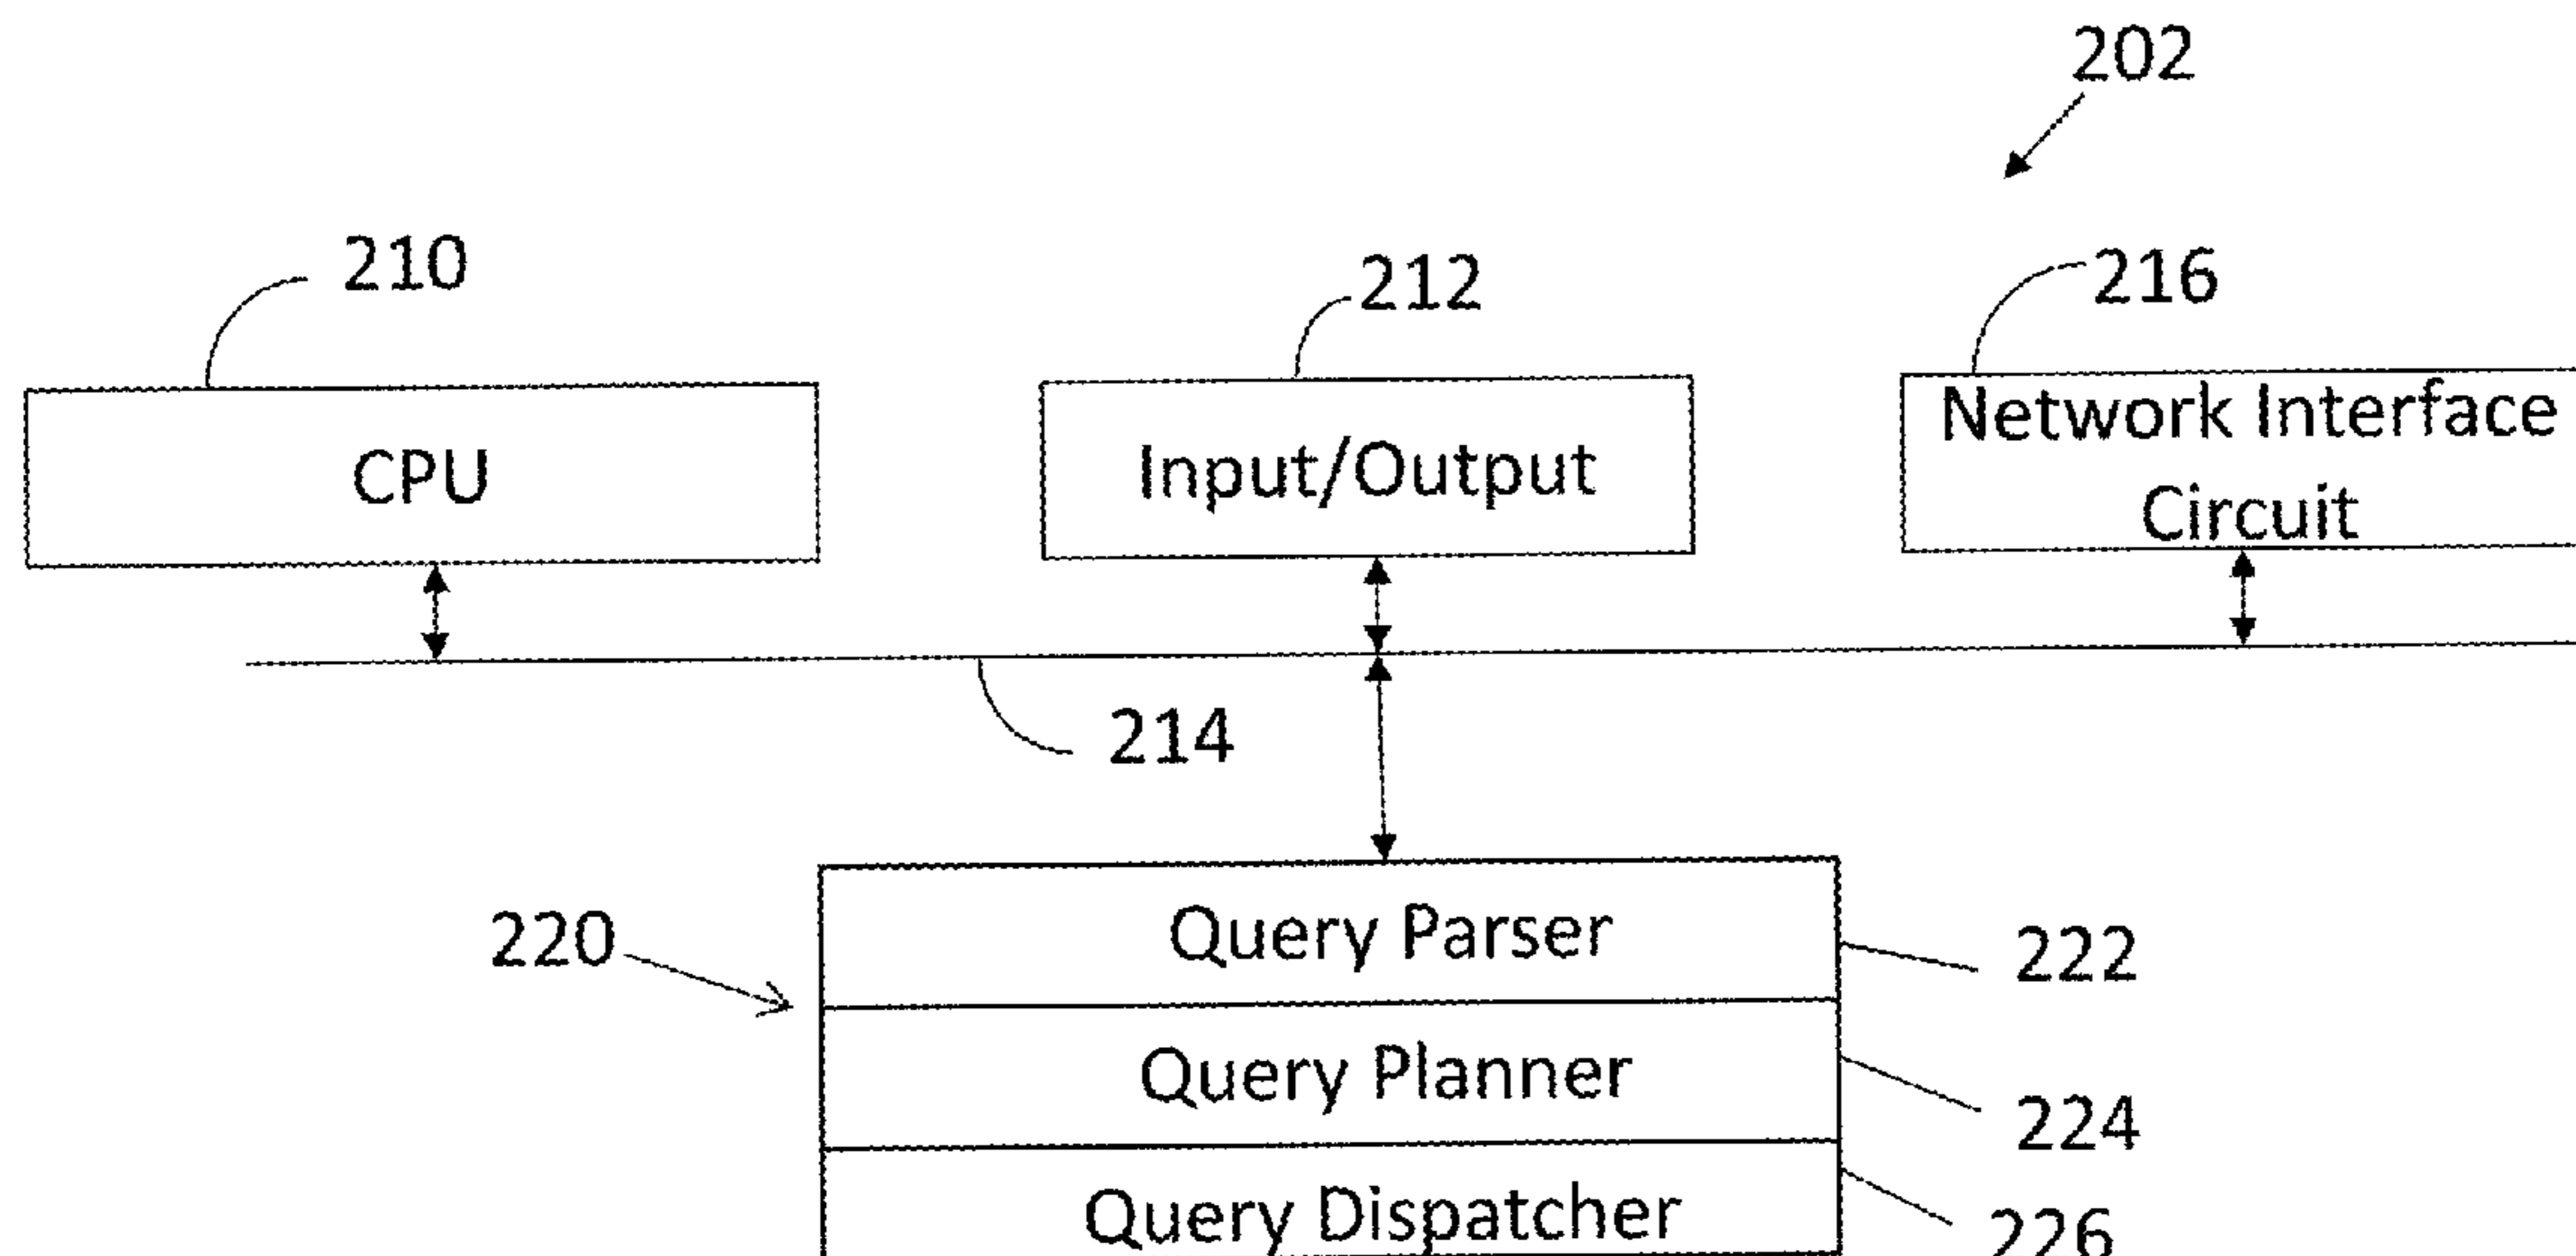 202
210
212
216
CPU
Input/Output
Network Interface
Circuit
214
220
Query Parser
222
Query Planner
224
Query Dispatcher
226